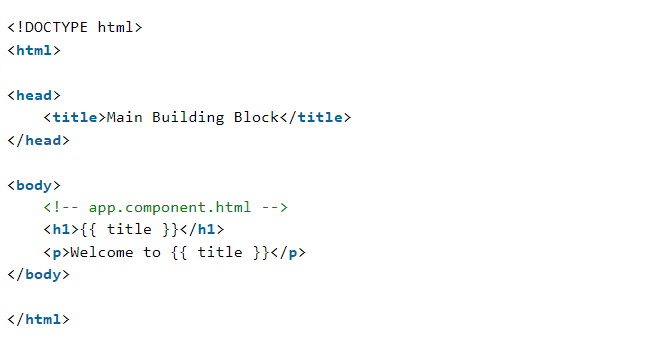 <!DOCTYPE html>
<html>
<head>
<title>Main Building Block</title>
</head>
<body>
<!-- app.component.html -->
<h1>{{ title }}</h1>
<p>Welcome to {{ title }}</p>
</body>
</html>